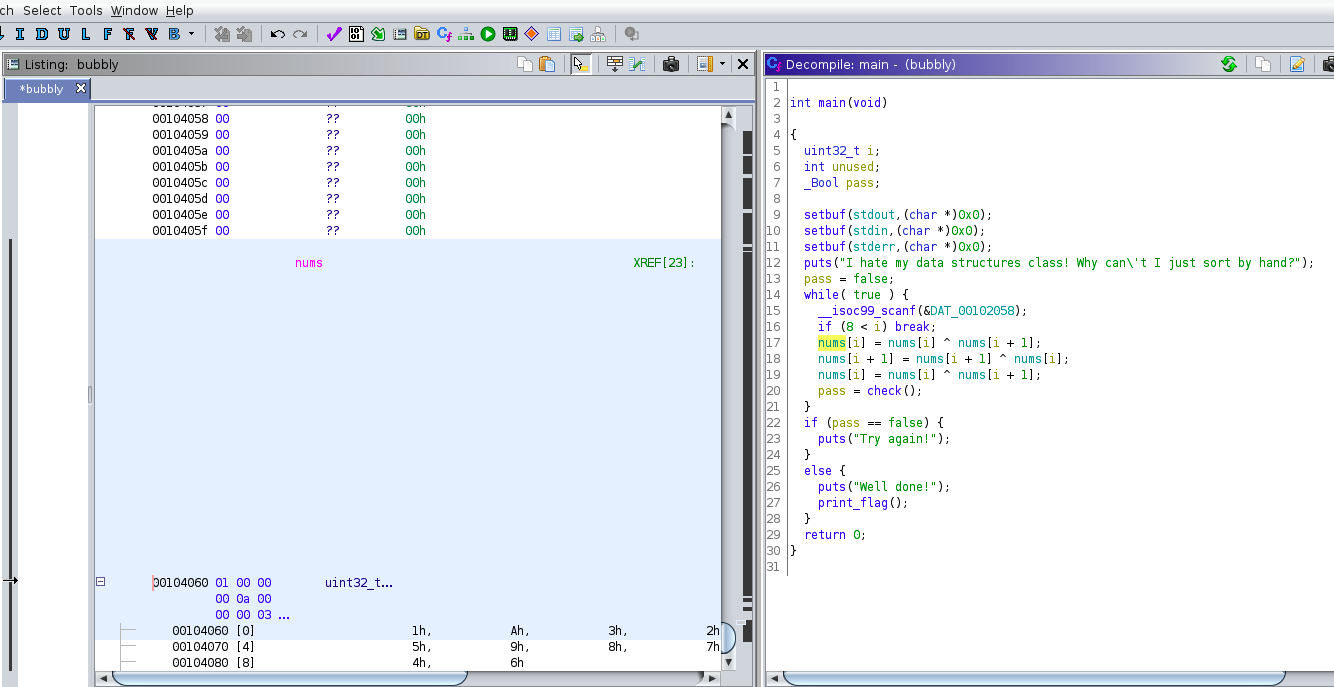 ch Select Tools Window Help
I D U L F B
Listing: bubbly
*bubbly
00104058 00 ?? 00h
00104059 00 ?? 00h
0010405a 00 ?? 00h
0010405b 00 ?? 00h
0010405c 00 ?? 00h
0010405d 00 ?? 00h
0010405e 00 ?? 00h
0010405f 00 ?? 00h
nums XREF[23]:
00104060 01 00 00 uint32_t...
00 0a 00
00 00 03 ...
00104060 [0] 1h, Ah, 3h, 2h
00104070 [4] 5h, 9h, 8h, 7h
00104080 [8] 4h, 6h
Decompile: main - (bubbly)
1
2 int main(void)
3
4 {
5 uint32_t i;
6 int unused;
7 _Bool pass;
8
9 setbuf(stdout,(char *)0x0);
10 setbuf(stdin,(char *)0x0);
11 setbuf(stderr,(char *)0x0);
12 puts("I hate my data structures class! Why can\'t I just sort by hand?");
13 pass = false;
14 while( true ) {
15 __isoc99_scanf(&DAT_00102058);
16 if (8 < i) break;
17 nums[i] = nums[i] ^ nums[i + 1];
18 nums[i + 1] = nums[i + 1] ^ nums[i];
19 nums[i] = nums[i] ^ nums[i + 1];
20 pass = check();
21 }
22 if (pass == false) {
23 puts("Try again!");
24 }
25 else {
26 puts("Well done!");
27 print_flag();
28 }
29 return 0;
30 }
31